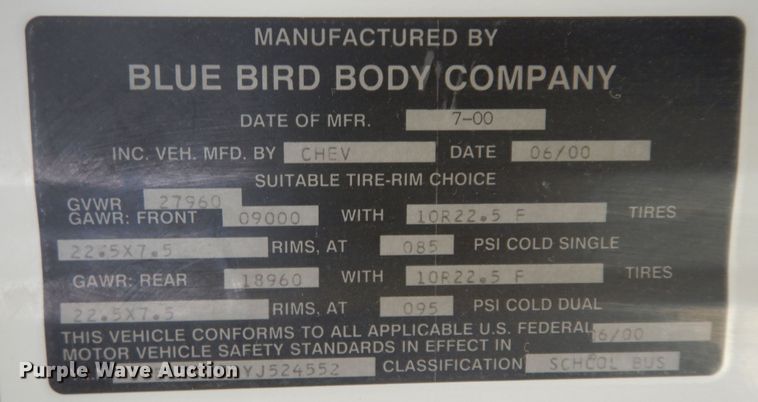 MANUFACTURED BY
BLUE BIRD BODY COMPANY
DATE OF MFR. 7-00
INC. VEH. MFD. BY CHEV DATE 06/00
SUITABLE TIRE-RIM CHOICE
GVWR 27960
GAWR: FRONT 09000 WITH 10R22.5 F TIRES
22.5X7.5 RIMS, AT 085 PSI COLD SINGLE
GAWR: REAR 18960 WITH 10R22.5 F TIRES
22.5X7.5 RIMS, AT 095 PSI COLD DUAL
THIS VEHICLE CONFORMS TO ALL APPLICABLE U.S. FEDERAL 6/00
MOTOR VEHICLE SAFETY STANDARDS IN EFFECT IN
YJ524552 CLASSIFICATION SCHOOL BUS
Purple Wave Auction